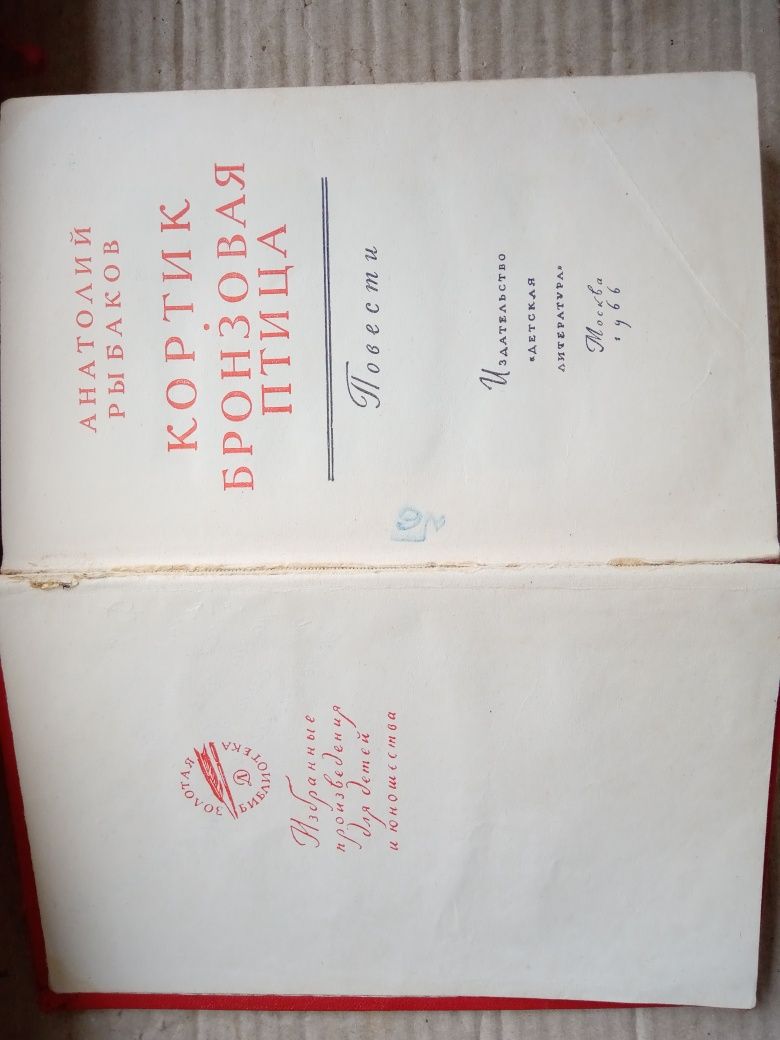 ЗОЛОТАЯ
БИБЛИОТЕКА
Избранные
произведения
для детей
и юношества
АНАТОЛИЙ
РЫБАКОВ
КОРТИК
БРОНЗОВАЯ
ПТИЦА
Повести
ИЗДАТЕЛЬСТВО
«ДЕТСКАЯ
ЛИТЕРАТУРА»
Москва
1966